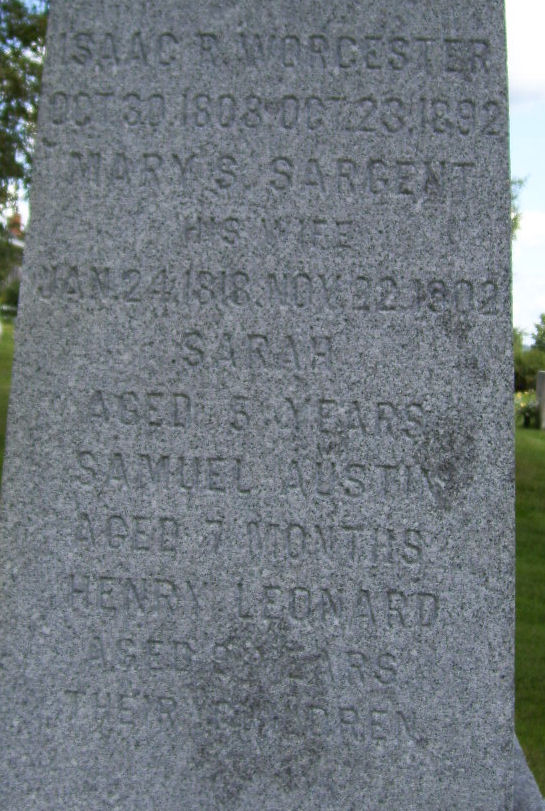 ISAAC R. WORCESTER
OCT. 30. 1808. OCT. 23. 1892
MARY S. SARGENT
HIS WIFE
JAN. 24. 1818. NOV. 22. 1902
SARAH
AGED 5 YEARS
SAMUEL AUSTIN
AGED 7 MONTHS.
HENRY LEONARD
AGED YEARS
THEIR CHILDREN.